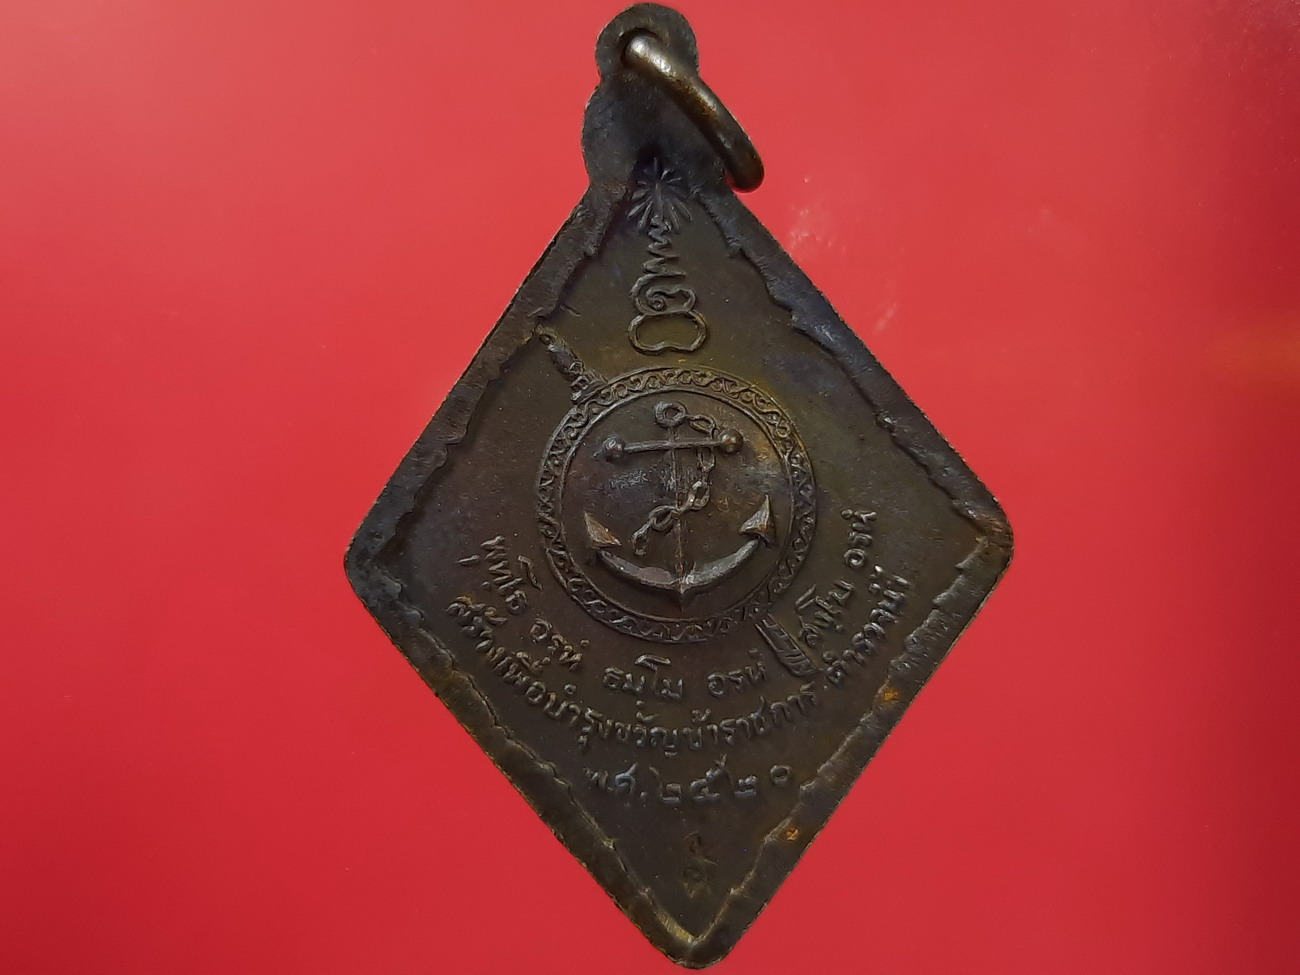 พุทฺโธ อรหํ ธมฺโม อรหํ สงฺโฆ อรหํ
สร้างเพื่อบำรุงขวัญข้าราชการตำรวจน้ำ
พ.ศ.๒๕๒๐